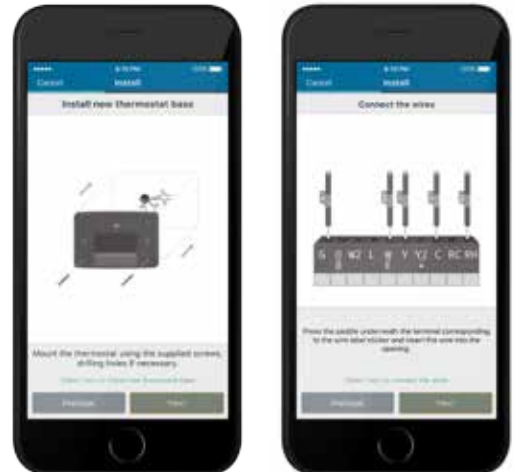 Cancel Install
Install new thermostat base
Mount the thermostat using the supplied screws,
drilling holes if necessary.
Previous Next
Cancel Install
Connect the wires
G W2 L Y Y2 C RC RH
Press the paddle underneath the terminal corresponding
to the wire label sticker and insert the wire into the
opening.
Previous Next